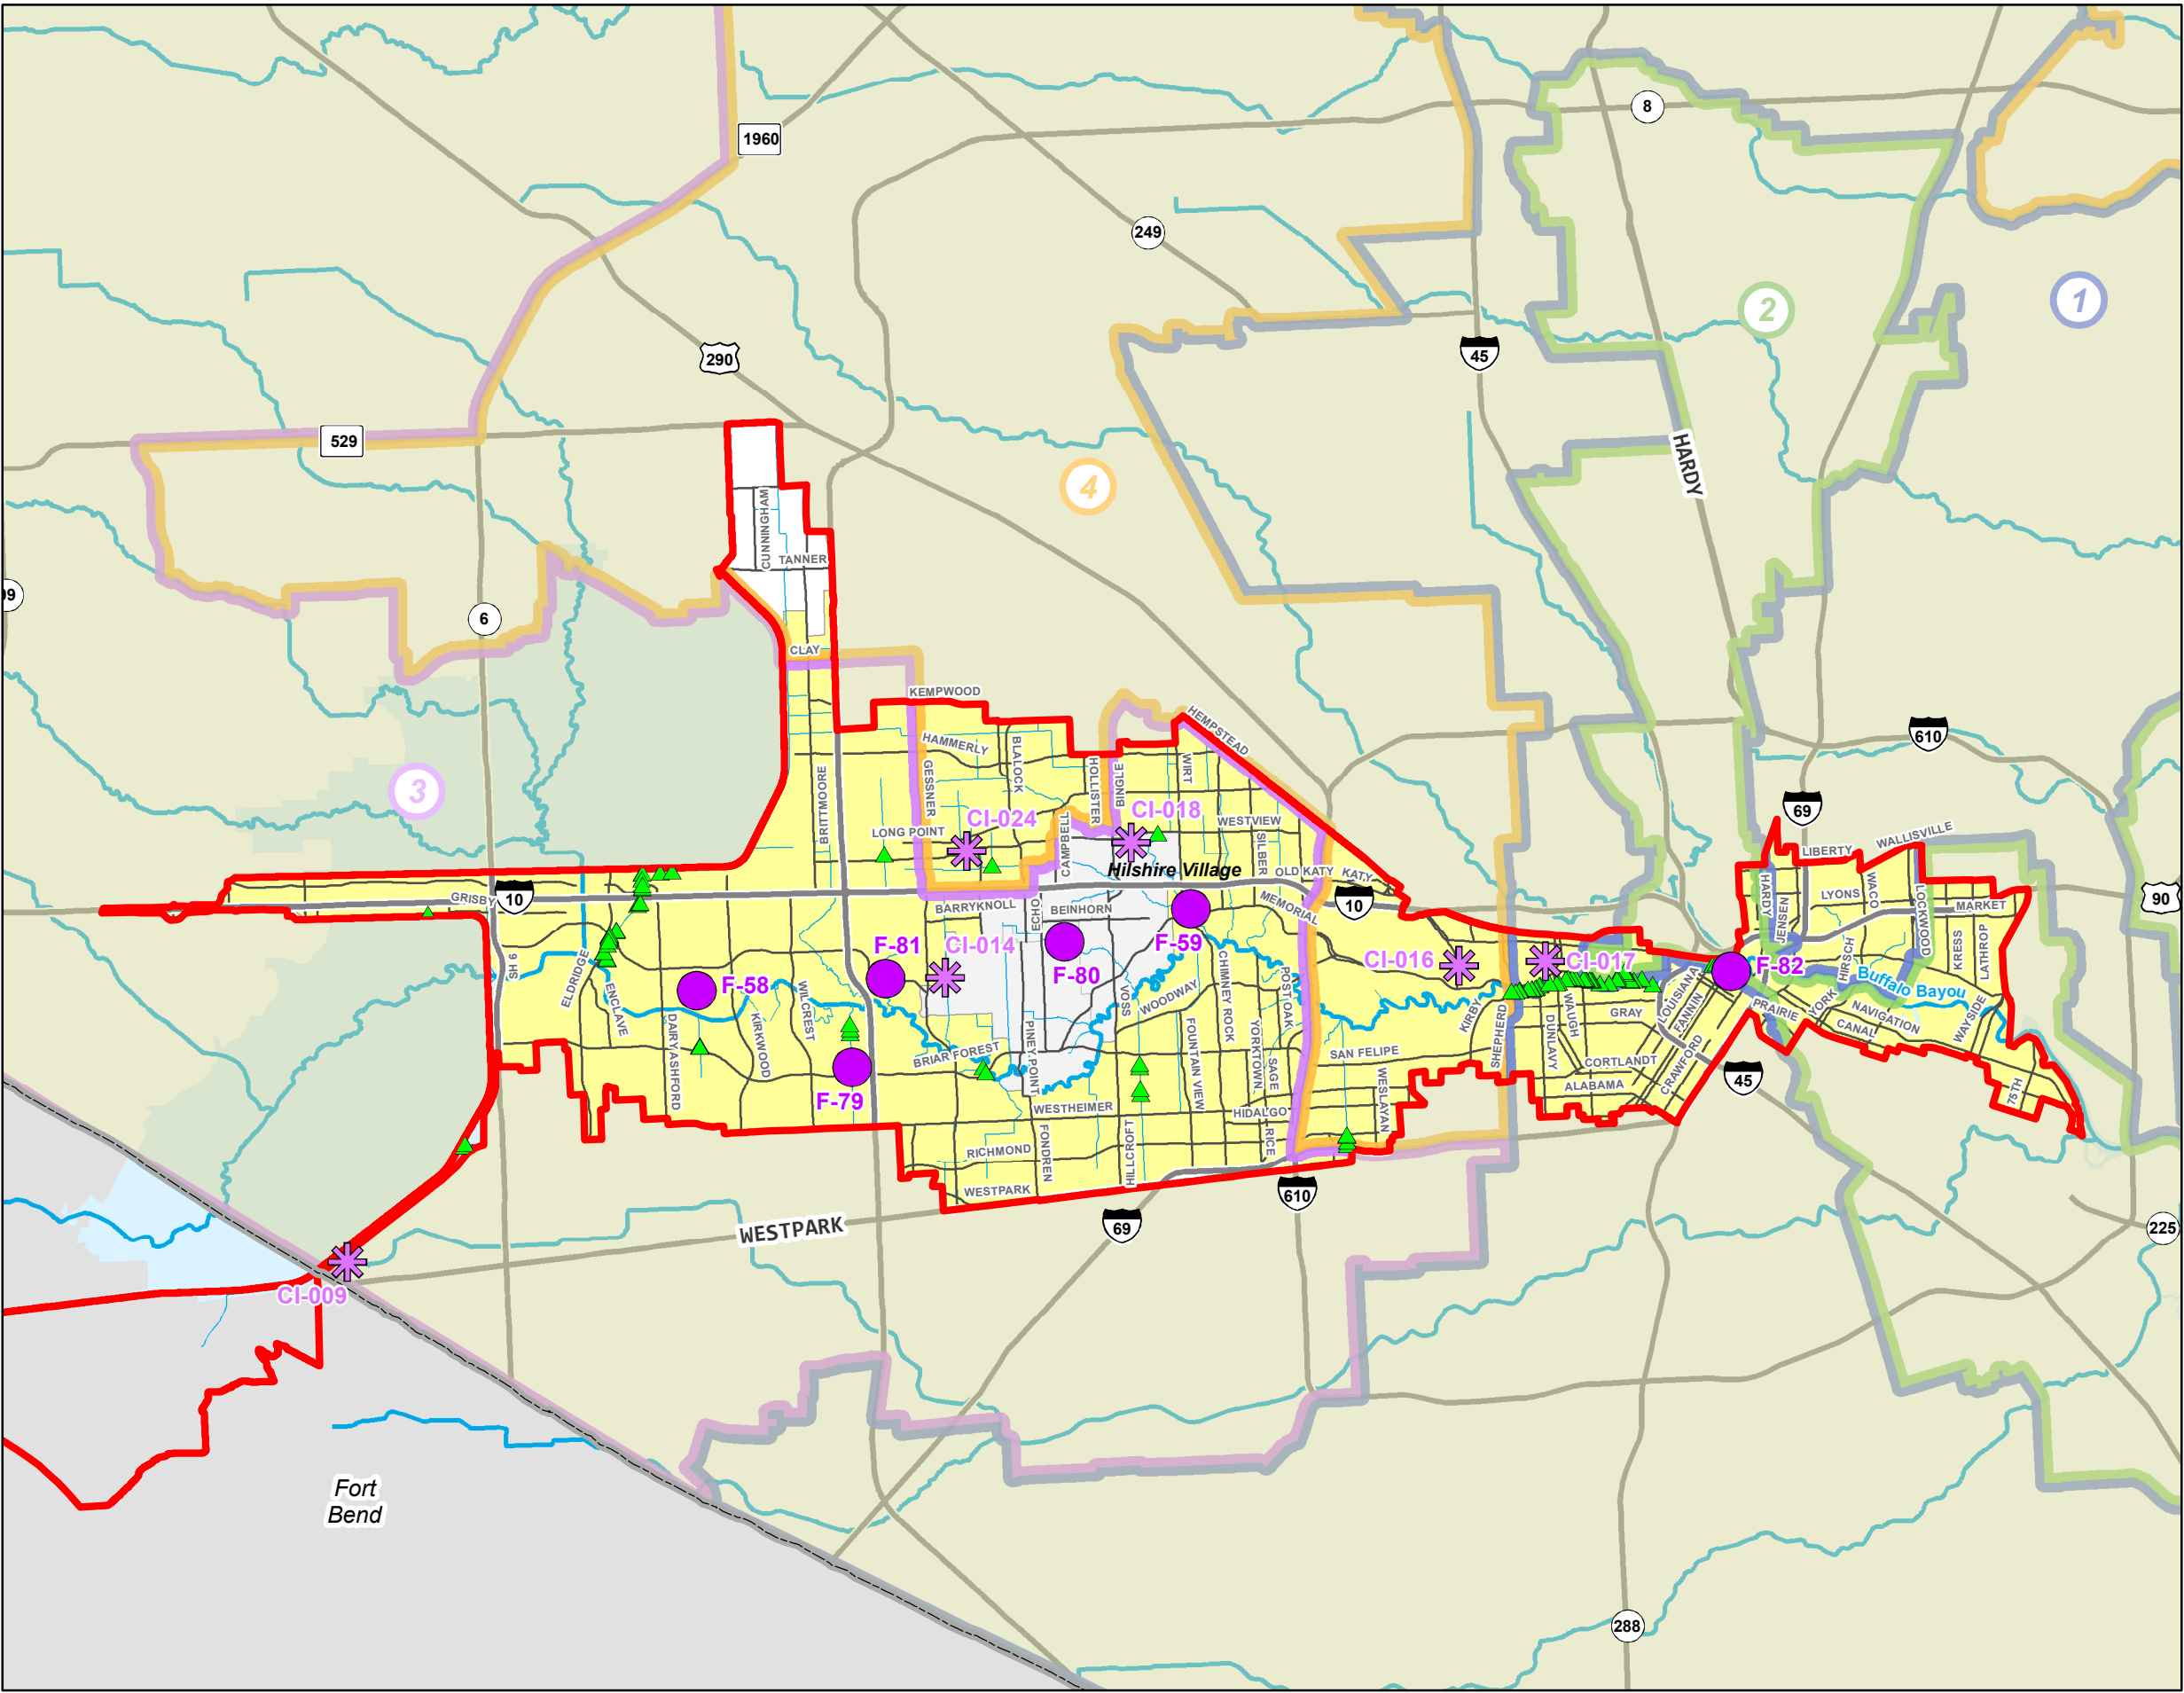 8
1960
249
2
1
290
45
529
HARDY
4
CUNNINGHAM
TANNER
99
6
CLAY
KEMPWOOD
HEMPSTEAD
HAMMERLY
BLALOCK
HOLLISTER
BINGLE
WIRT
610
GESSNER
BRITTMOORE
3
69
CI-024
CI-018
LONG POINT
CAMPBELL
WESTVIEW
SILBER
WALLISVILLE
LIBERTY
Hilshire Village
OLD KATY
KATY
GRISBY
10
10
HARDY
JENSEN
LYONS
WACO
LOCKWOOD
MARKET
90
BARRYKNOLL
ECHO
BEINHORN
MEMORIAL
F-81
CI-014
F-80
F-59
CI-016
CI-017
F-82
HIRSCH
KRESS
LATHROP
SH 6
ELDRIDGE
ENCLAVE
F-58
WILCREST
VOSS
WOODWAY
CHIMNEY ROCK
POST OAK
KIRBY
SHEPHERD
DUNLAVY
WAUGH
GRAY
LOUISIANA
FANNIN
PRAIRIE
YORK
Buffalo Bayou
NAVIGATION
CANAL
WAYSIDE
DAIRY ASHFORD
KIRKWOOD
BRIAR FOREST
PINEY POINT
FOUNTAIN VIEW
YORKTOWN
SAGE
SAN FELIPE
WESLAYAN
CORTLANDT
ALABAMA
CRAWFORD
45
75TH
F-79
WESTHEIMER
HIDALGO
RICE
RICHMOND
FONDREN
HILLCROFT
WESTPARK
610
WESTPARK
69
225
CI-009
Fort
Bend
288